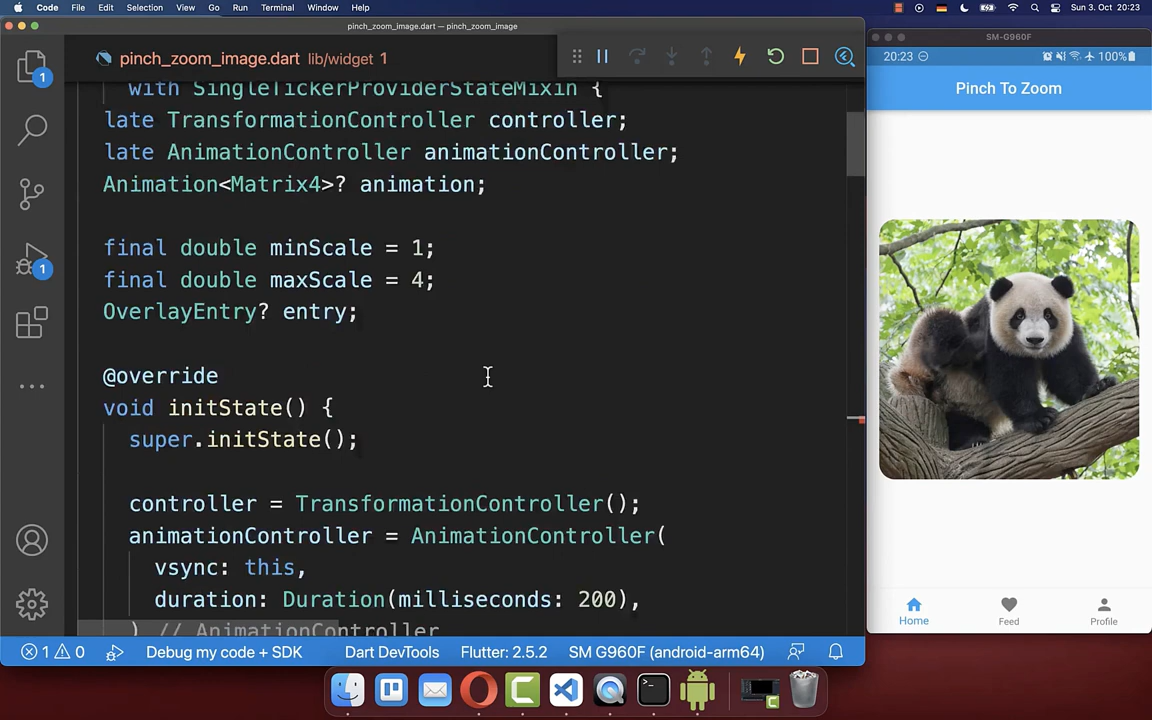 Code File Edit Selection View Go Run Terminal Window Help
Sun 3. Oct 20:23
pinch_zoom_image.dart — pinch_zoom_image
SM-G960F
pinch_zoom_image.dart lib/widget 1
20:23
100%
Pinch To Zoom
1
with SingleTickerProviderStateMixin {
late TransformationController controller;
late AnimationController animationController;
Animation<Matrix4>? animation;
final double minScale = 1;
final double maxScale = 4;
OverlayEntry? entry;
@override
void initState() {
super.initState();
controller = TransformationController();
animationController = AnimationController(
vsync: this,
duration: Duration(milliseconds: 200),
) // AnimationController
1
Home
Feed
Profile
1 0
Debug my code + SDK
Dart DevTools
Flutter: 2.5.2
SM G960F (android-arm64)